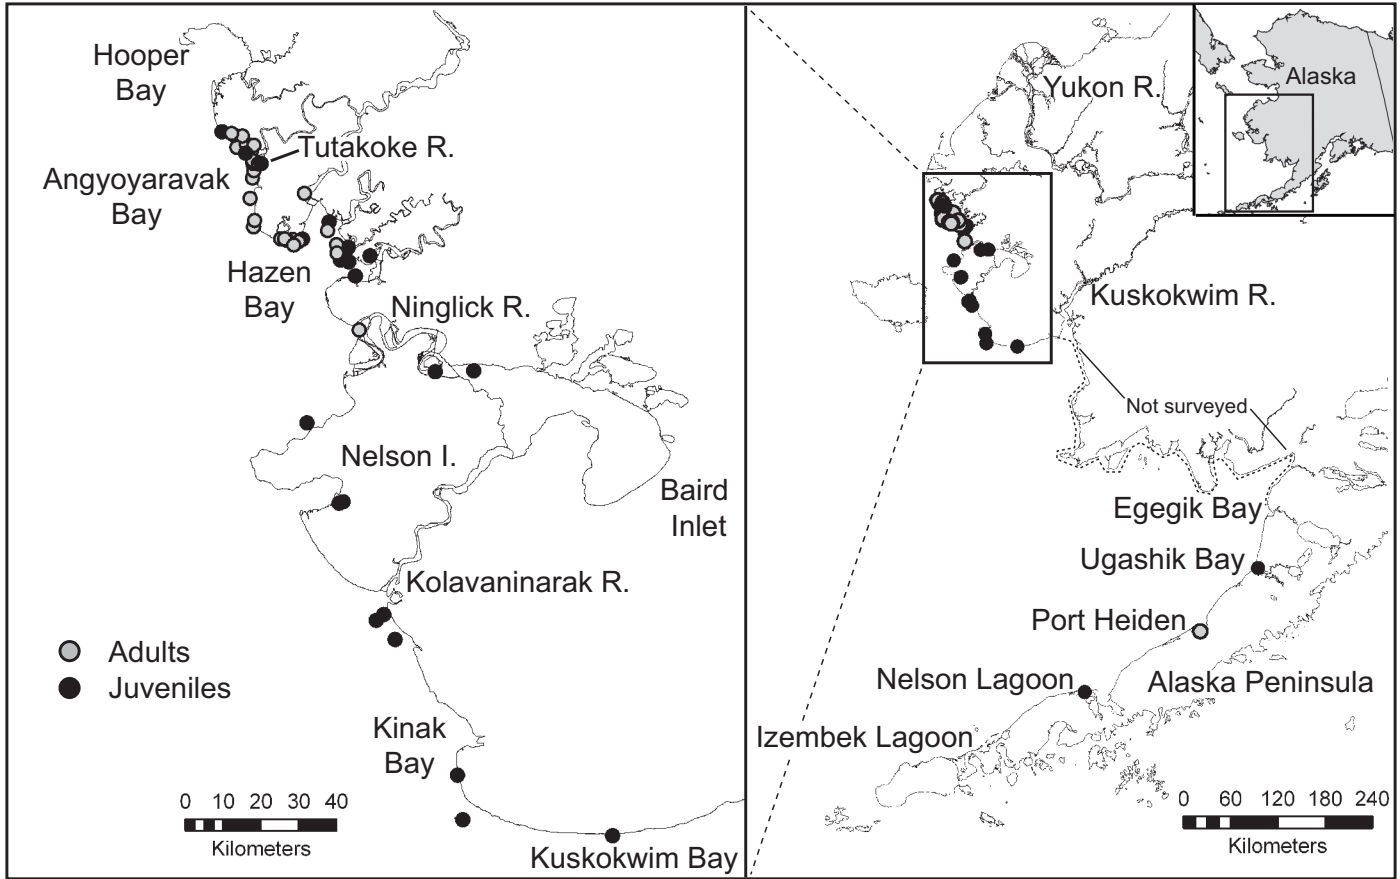 Hooper
Bay
Tutakoke R.
Angyoyaravak
Bay
Hazen
Bay
Ninglick R.
Nelson I.
Baird
Inlet
Kolavaninarak R.
Adults
Juveniles
Kinak
Bay
0 10 20 30 40
Kilometers
Kuskokwim Bay
Yukon R.
Alaska
Kuskokwim R.
Not surveyed
Egegik Bay
Ugashik Bay
Port Heiden
Nelson Lagoon
Alaska Peninsula
Izembek Lagoon
0 60 120 180 240
Kilometers